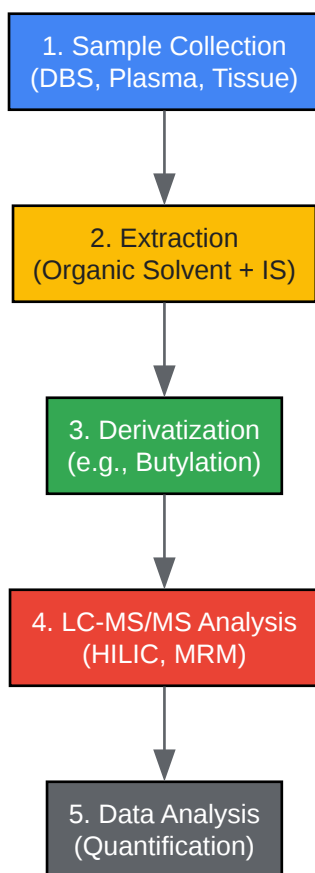 1. Sample Collection
(DBS, Plasma, Tissue)
2. Extraction
(Organic Solvent + IS)
3. Derivatization
(e.g., Butylation)
4. LC-MS/MS Analysis
(HILIC, MRM)
5. Data Analysis
(Quantification)